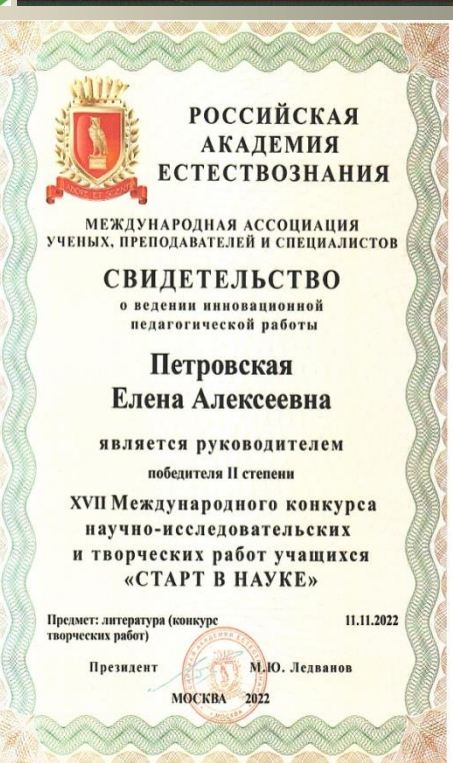 РОССИЙСКАЯ
АКАДЕМИЯ
ЕСТЕСТВОЗНАНИЯ
МЕЖДУНАРОДНАЯ АССОЦИАЦИЯ
УЧЕНЫХ, ПРЕПОДАВАТЕЛЕЙ И СПЕЦИАЛИСТОВ
СВИДЕТЕЛЬСТВО
о ведении инновационной
педагогической работы
Петровская
Елена Алексеевна
является руководителем
победителя II степени
XVII Международного конкурса
научно-исследовательских
и творческих работ учащихся
«СТАРТ В НАУКЕ»
Предмет: литература (конкурс 11.11.2022
творческих работ)
Президент М.Ю. Ледванов
МОСКВА 2022